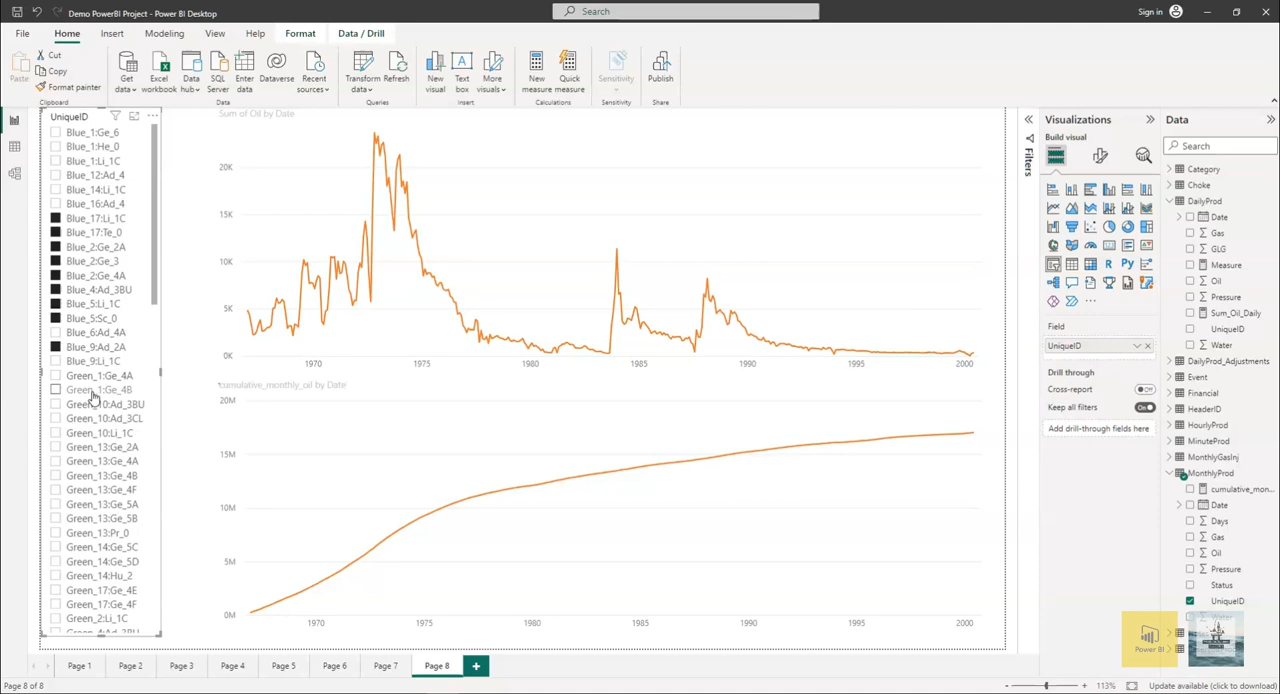 Demo PowerBI Project - Power BI Desktop
Search
Sign in
File Home Insert Modeling View Help Format Data / Drill
Paste
Cut
Copy
Format painter
Clipboard
Get data
Excel workbook
Data hub
SQL Server
Enter data
Dataverse
Recent sources
Data
Transform data
Refresh
Queries
New visual
Text box
More visuals
Insert
New measure
Quick measure
Calculations
Sensitivity
Sensitivity
Publish
Share
UniqueID
Blue_1:Ge_6
Blue_1:He_0
Blue_1:Li_1C
Blue_12:Ad_4
Blue_14:Li_1C
Blue_16:Ad_4
Blue_17:Li_1C
Blue_17:Te_0
Blue_2:Ge_2A
Blue_2:Ge_3
Blue_2:Ge_4A
Blue_4:Ad_3BU
Blue_5:Li_1C
Blue_5:Sc_0
Blue_6:Ad_4A
Blue_9:Ad_2A
Blue_9:Li_1C
Green_1:Ge_4A
Green_1:Ge_4B
Green_10:Ad_3BU
Green_10:Ad_3CL
Green_10:Li_1C
Green_13:Ge_2A
Green_13:Ge_4A
Green_13:Ge_4B
Green_13:Ge_4F
Green_13:Ge_5A
Green_13:Ge_5B
Green_13:Pr_0
Green_14:Ge_5C
Green_14:Ge_5D
Green_14:Hu_2
Green_17:Ge_4E
Green_17:Ge_4F
Green_2:Li_1C
Sum of Oil by Date
20K
15K
10K
5K
0K
1970 1975 1980 1985 1990 1995 2000
cumulative_monthly_oil by Date
20M
15M
10M
5M
0M
1970 1975 1980 1985 1990 1995 2000
Filters
Visualizations
Build visual
R Py
Field
UniqueID
Drill through
Cross-report
Off
Keep all filters
On
Add drill-through fields here
Data
Search
Category
Choke
DailyProd
Date
Gas
GLG
Measure
Oil
Pressure
Sum_Oil_Daily
UniqueID
Water
DailyProd_Adjustments
Event
Financial
HeaderID
HourlyProd
MinuteProd
MonthlyGasInj
MonthlyProd
cumulative_mon...
Date
Days
Gas
Oil
Pressure
Status
UniqueID
Power BI
Page 1 Page 2 Page 3 Page 4 Page 5 Page 6 Page 7 Page 8
Page 8 of 8
113%
Update available (click to download)